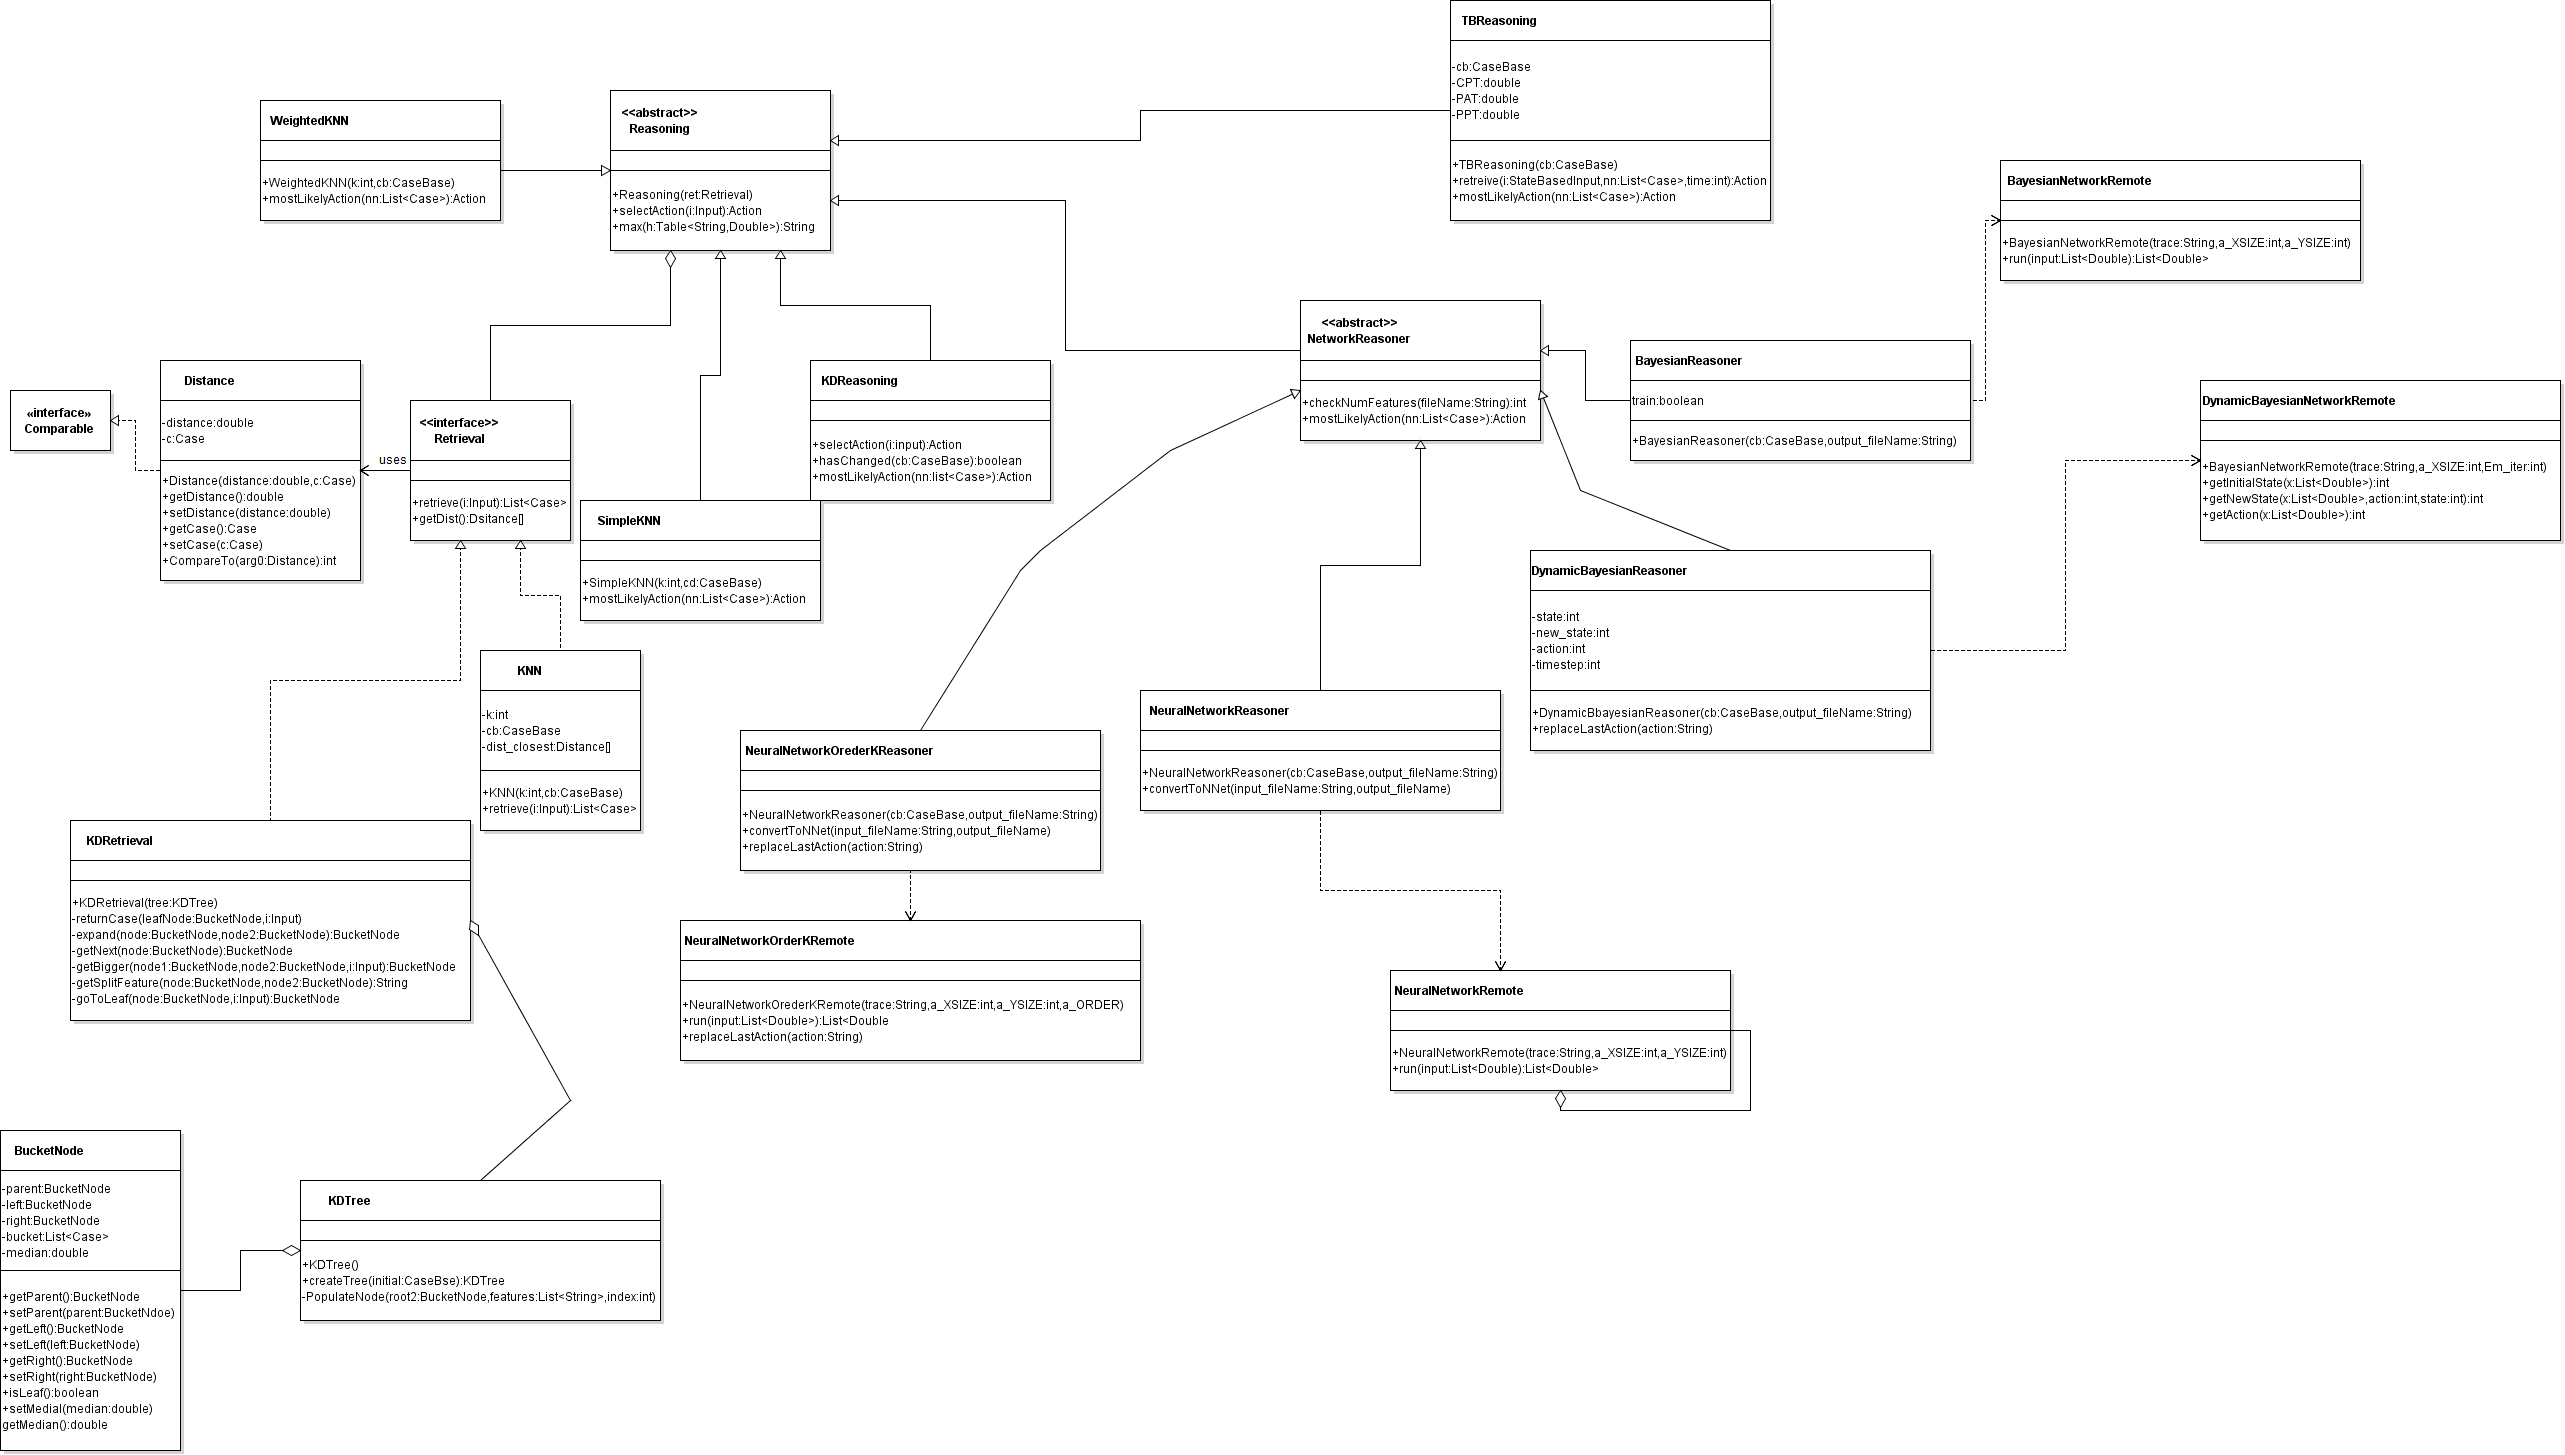 TBReasoning
-cb:CaseBase
-CPT:double
-PAT:double
-PPT:double
+TBReasoning(cb:CaseBase)
+retreive(i:StateBasedInput,nn:List<Case>,time:int):Action
+mostLikelyAction(nn:List<Case>):Action
WeightedKNN
+WeightedKNN(k:int,cb:CaseBase)
+mostLikelyAction(nn:List<Case>):Action
<<abstract>>
Reasoning
+Reasoning(ret:Retrieval)
+selectAction(i:Input):Action
+max(h:Table<String,Double>):String
BayesianNetworkRemote
+BayesianNetworkRemote(trace:String,a_XSIZE:int,a_YSIZE:int)
+run(input:List<Double):List<Double>
<<abstract>>
NetworkReasoner
+checkNumFeatures(fileName:String):int
+mostLikelyAction(nn:List<Case>):Action
BayesianReasoner
train:boolean
+BayesianReasoner(cb:CaseBase,output_fileName:String)
DynamicBayesianNetworkRemote
+BayesianNetworkRemote(trace:String,a_XSIZE:int,Em_iter:int)
+getInitialState(x:List<Double>):int
+getNewState(x:List<Double>,action:int,state:int):int
+getAction(x:List<Double>):int
«interface»
Comparable
Distance
-distance:double
-c:Case
+Distance(distance:double,c:Case)
+getDistance():double
+setDistance(distance:double)
+getCase():Case
+setCase(c:Case)
+CompareTo(arg0:Distance):int
uses
<<interface>>
Retrieval
+retrieve(i:Input):List<Case>
+getDist():Dsitance[]
KDReasoning
+selectAction(i:input):Action
+hasChanged(cb:CaseBase):boolean
+mostLikelyAction(nn:list<Case>):Action
SimpleKNN
+SimpleKNN(k:int,cd:CaseBase)
+mostLikelyAction(nn:List<Case>):Action
DynamicBayesianReasoner
-state:int
-new_state:int
-action:int
-timestep:int
+DynamicBbayesianReasoner(cb:CaseBase,output_fileName:String)
+replaceLastAction(action:String)
KNN
-k:int
-cb:CaseBase
-dist_closest:Distance[]
+KNN(k:int,cb:CaseBase)
+retrieve(i:Input):List<Case>
NeuralNetworkOrederKReasoner
+NeuralNetworkReasoner(cb:CaseBase,output_fileName:String)
+convertToNNet(input_fileName:String,output_fileName)
+replaceLastAction(action:String)
NeuralNetworkReasoner
+NeuralNetworkReasoner(cb:CaseBase,output_fileName:String)
+convertToNNet(input_fileName:String,output_fileName)
KDRetrieval
+KDRetrieval(tree:KDTree)
-returnCase(leafNode:BucketNode,i:Input)
-expand(node:BucketNode,node2:BucketNode):BucketNode
-getNext(node:BucketNode):BucketNode
-getBigger(node1:BucketNode,node2:BucketNode,i:Input):BucketNode
-getSplitFeature(node:BucketNode,node2:BucketNode):String
-goToLeaf(node:BucketNode,i:Input):BucketNode
NeuralNetworkOrderKRemote
+NeuralNetworkOrederKRemote(trace:String,a_XSIZE:int,a_YSIZE:int,a_ORDER)
+run(input:List<Double>):List<Double
+replaceLastAction(action:String)
NeuralNetworkRemote
+NeuralNetworkRemote(trace:String,a_XSIZE:int,a_YSIZE:int)
+run(input:List<Double):List<Double>
BucketNode
-parent:BucketNode
-left:BucketNode
-right:BucketNode
-bucket:List<Case>
-median:double
+getParent():BucketNode
+setParent(parent:BucketNdoe)
+getLeft():BucketNode
+setLeft(left:BucketNode)
+getRight():BucketNode
+setRight(right:BucketNode)
+isLeaf():boolean
+setMedial(median:double)
getMedian():double
KDTree
+KDTree()
+createTree(initial:CaseBse):KDTree
-PopulateNode(root2:BucketNode,features:List<String>,index:int)